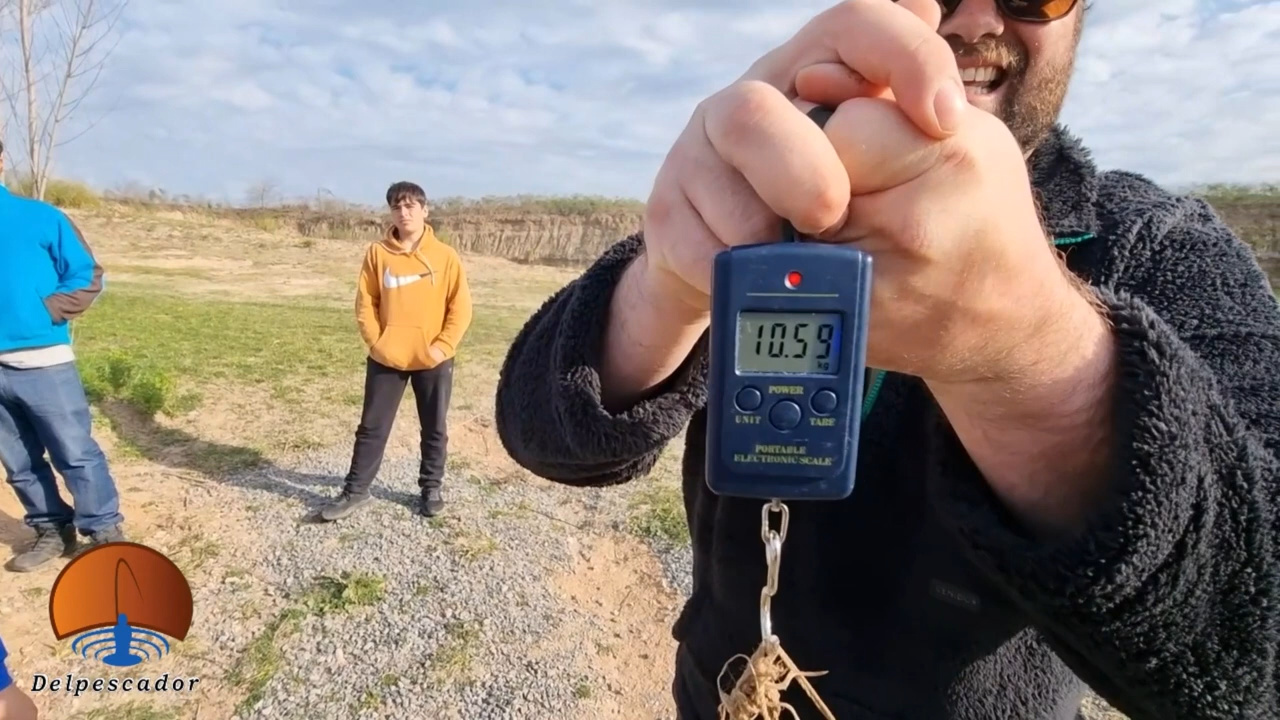 10.59
kg
POWER
UNIT TARE
PORTABLE
ELECTRONIC SCALE
Delpescador